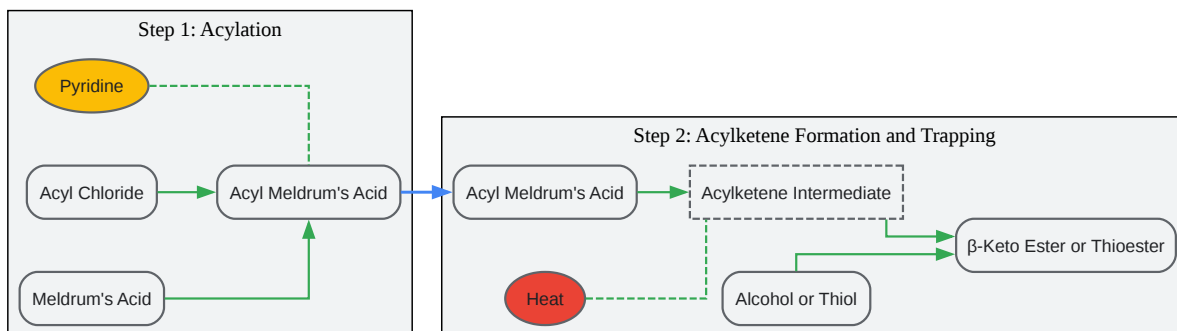 Step 1: Acylation
Pyridine
Acyl Chloride
Acyl Meldrum's Acid
Meldrum's Acid
Step 2: Acylketene Formation and Trapping
Acyl Meldrum's Acid
Acylketene Intermediate
β-Keto Ester or Thioester
Heat
Alcohol or Thiol